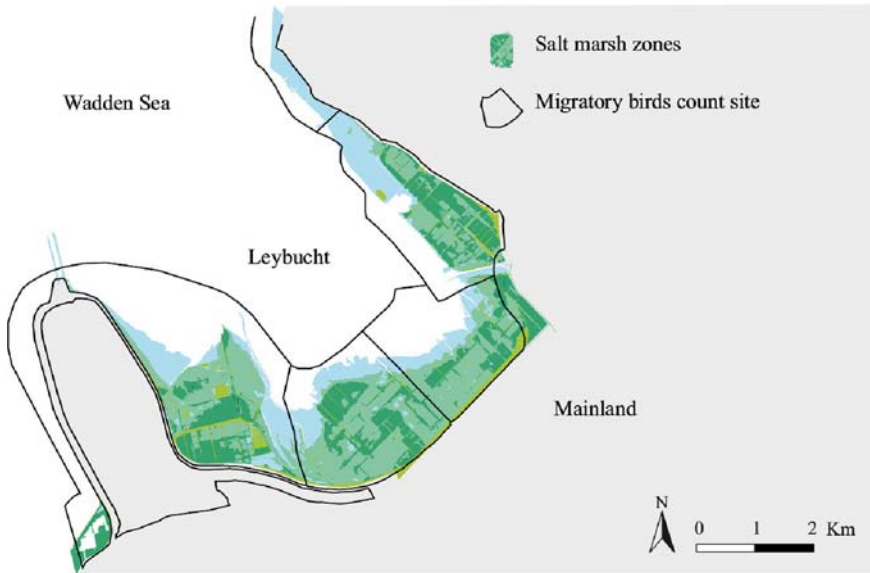 Salt marsh zones
Wadden Sea
Migratory birds count site
Leybucht
Mainland
N
0 1 2 Km